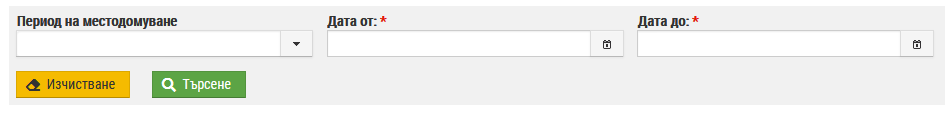 Период на местодомуване Дата от: * Дата до: *
Изчистване Търсене